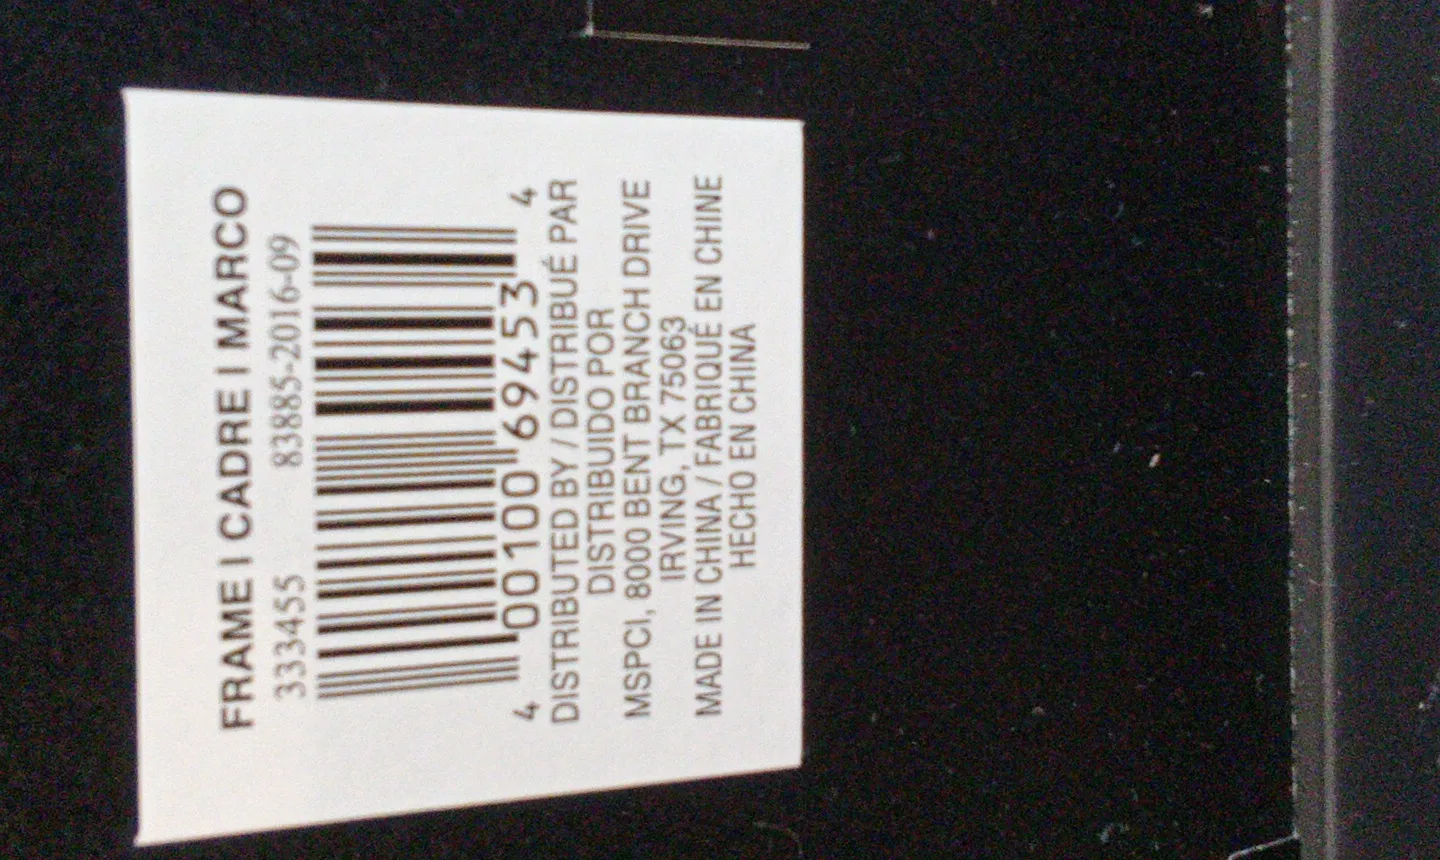 FRAME | CADRE | MARCO
333455 83885-2016-09
4 00100 69453 4
DISTRIBUTED BY / DISTRIBUÉ PAR
DISTRIBUIDO POR
MSPCI, 8000 BENT BRANCH DRIVE
IRVING, TX 75063
MADE IN CHINA / FABRIQUÉ EN CHINE
HECHO EN CHINA